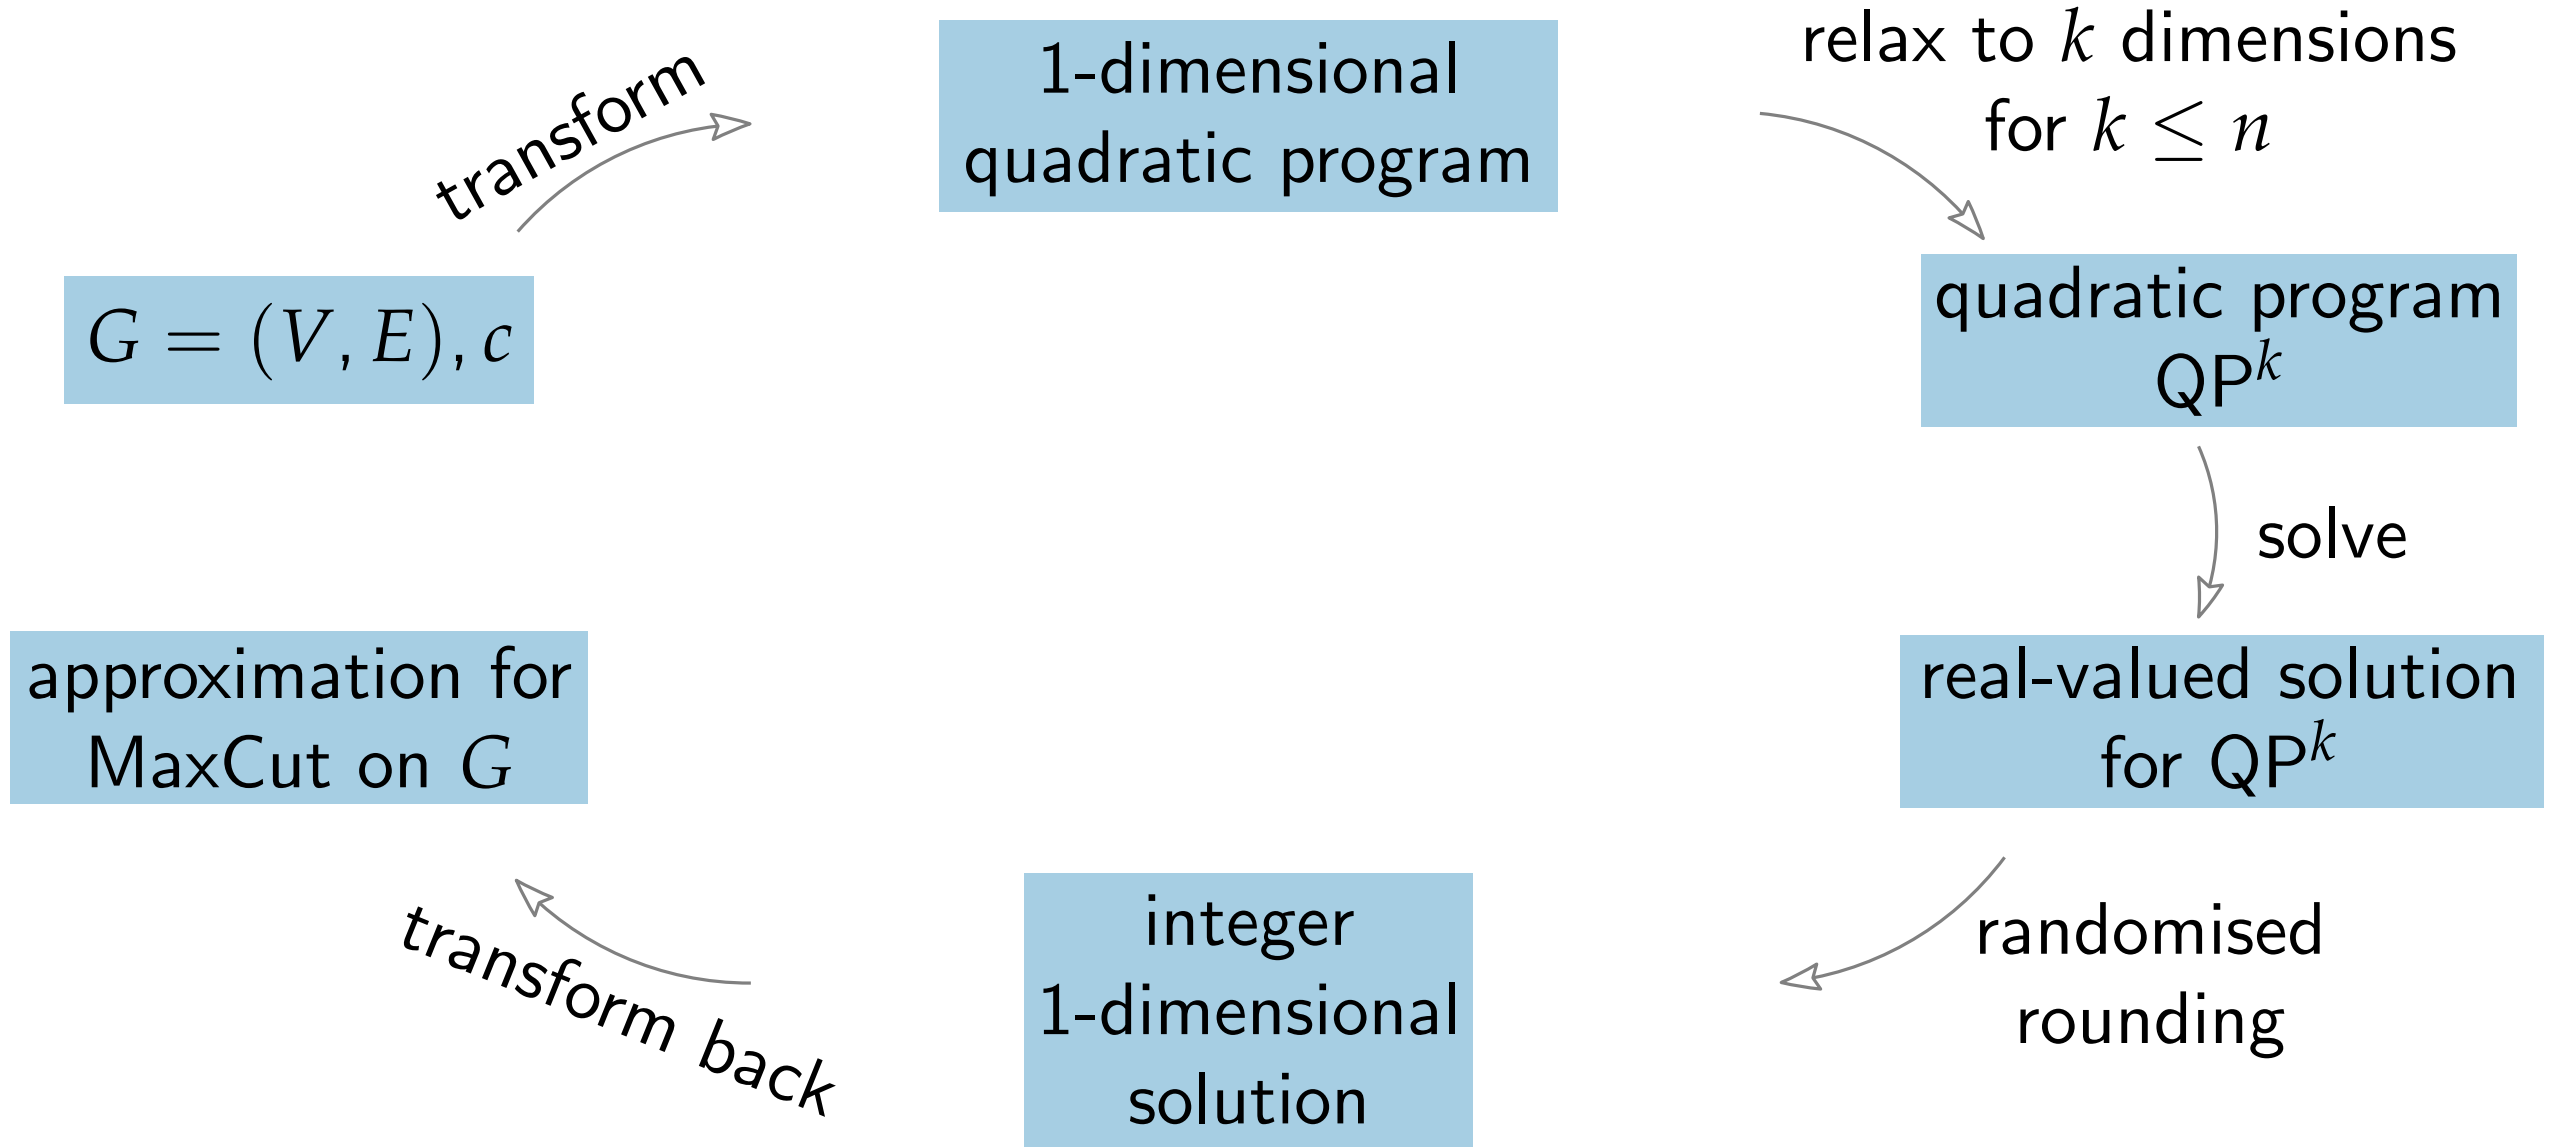 transform
1-dimensional
quadratic program
relax to k dimensions
for k ≤ n
G = (V, E), c
quadratic program
QP^k
solve
approximation for
MaxCut on G
real-valued solution
for QP^k
transform back
integer
1-dimensional
solution
randomised
rounding